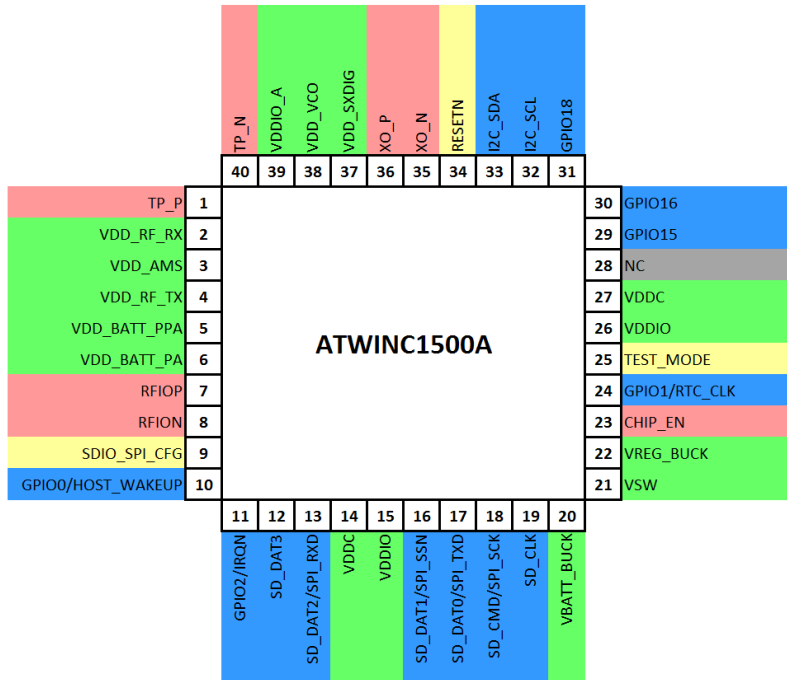 TP_N
VDDIO_A
VDD_VCO
VDD_SXDIG
XO_P
XO_N
RESETN
I2C_SDA
I2C_SCL
GPIO18
40 39 38 37 36 35 34 33 32 31
TP_P 1
VDD_RF_RX 2
VDD_AMS 3
VDD_RF_TX 4
VDD_BATT_PPA 5
VDD_BATT_PA 6
RFIOP 7
RFION 8
SDIO_SPI_CFG 9
GPIO0/HOST_WAKEUP 10
ATWINC1500A
30 GPIO16
29 GPIO15
28 NC
27 VDDC
26 VDDIO
25 TEST_MODE
24 GPIO1/RTC_CLK
23 CHIP_EN
22 VREG_BUCK
21 VSW
11 12 13 14 15 16 17 18 19 20
GPIO2/IRQN
SD_DAT3
SD_DAT2/SPI_RXD
VDDC
VDDIO
SD_DAT1/SPI_SSN
SD_DAT0/SPI_TXD
SD_CMD/SPI_SCK
SD_CLK
VBATT_BUCK